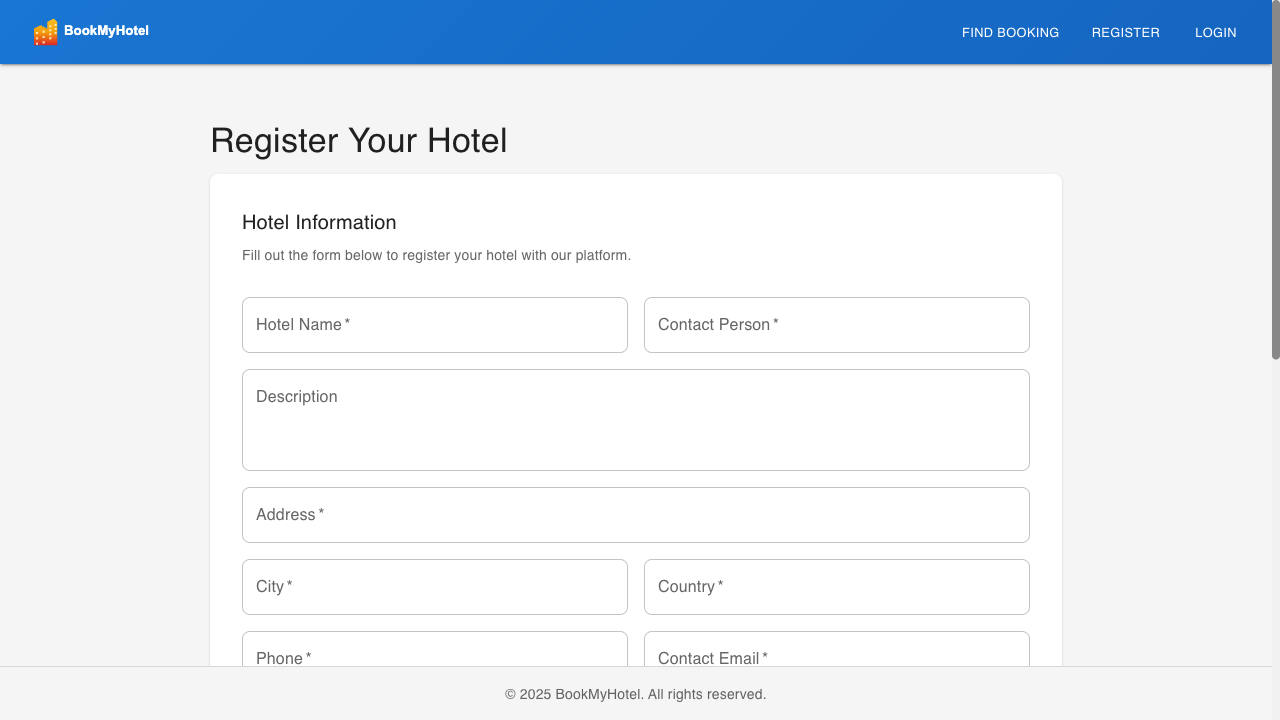 BookMyHotel
FIND BOOKING REGISTER LOGIN
Register Your Hotel
Hotel Information
Fill out the form below to register your hotel with our platform.
Hotel Name * Contact Person *
Description
Address *
City * Country *
Phone * Contact Email *
© 2025 BookMyHotel. All rights reserved.